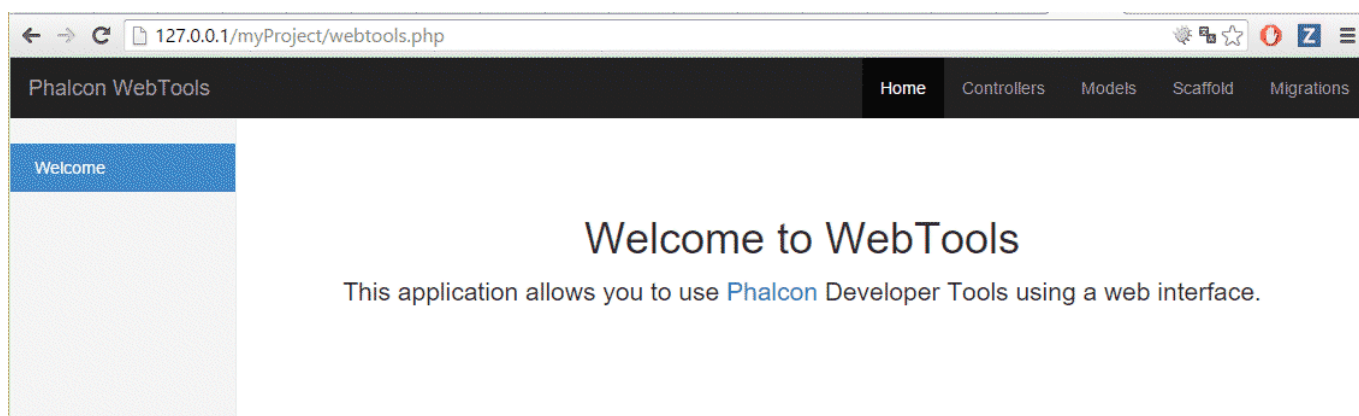 127.0.0.1/myProject/webtools.php
Z
Phalcon WebTools Home Controllers Models Scaffold Migrations
Welcome
Welcome to WebTools
This application allows you to use Phalcon Developer Tools using a web interface.